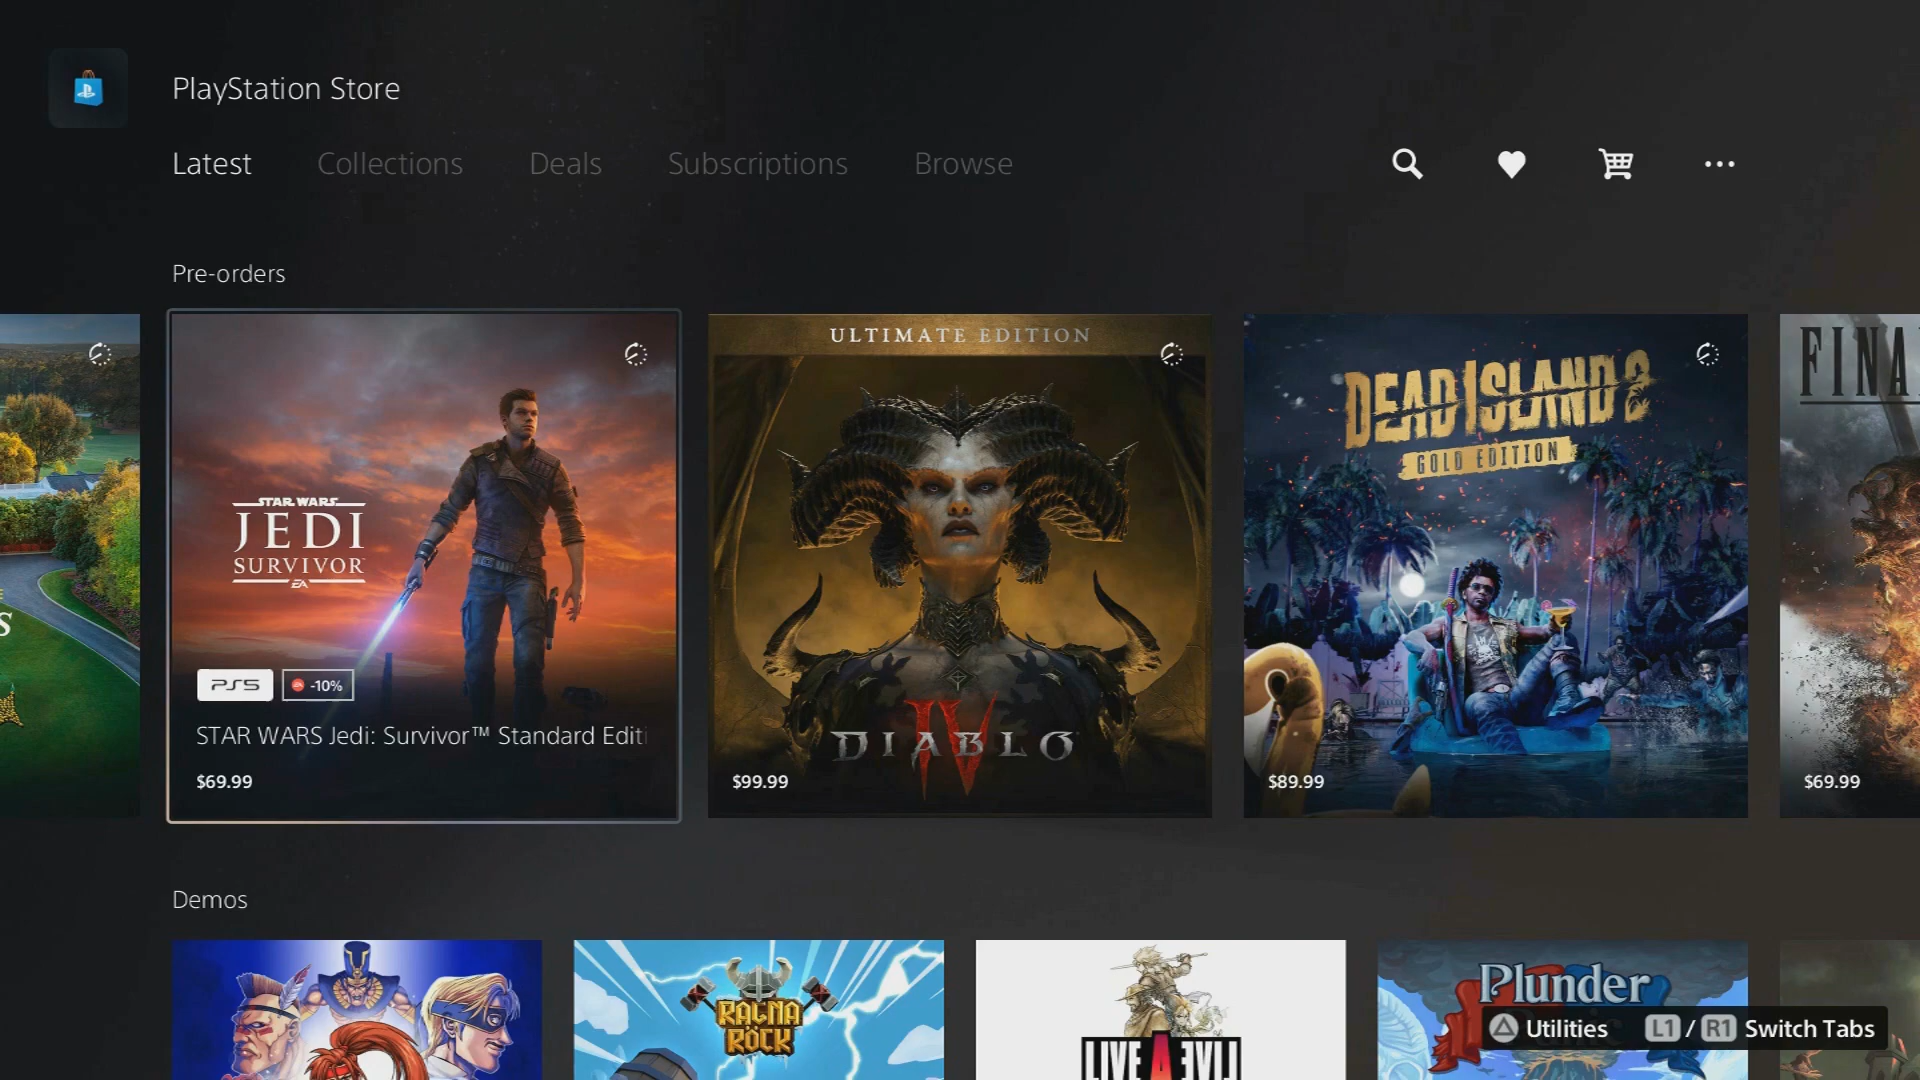 PlayStation Store
Latest
Collections
Deals
Subscriptions
Browse
Pre-orders
S
STAR WARS
JEDI
SURVIVOR
EA
PS5
-10%
STAR WARS Jedi: Survivor™ Standard Editi
$69.99
ULTIMATE EDITION
DIABLO
IV
$99.99
DEAD ISLAND 2
GOLD EDITION
$89.99
FINA
$69.99
Demos
RAGNA
RÖCK
LIVE A LIVE
Plunder
Utilities
L1 / R1 Switch Tabs